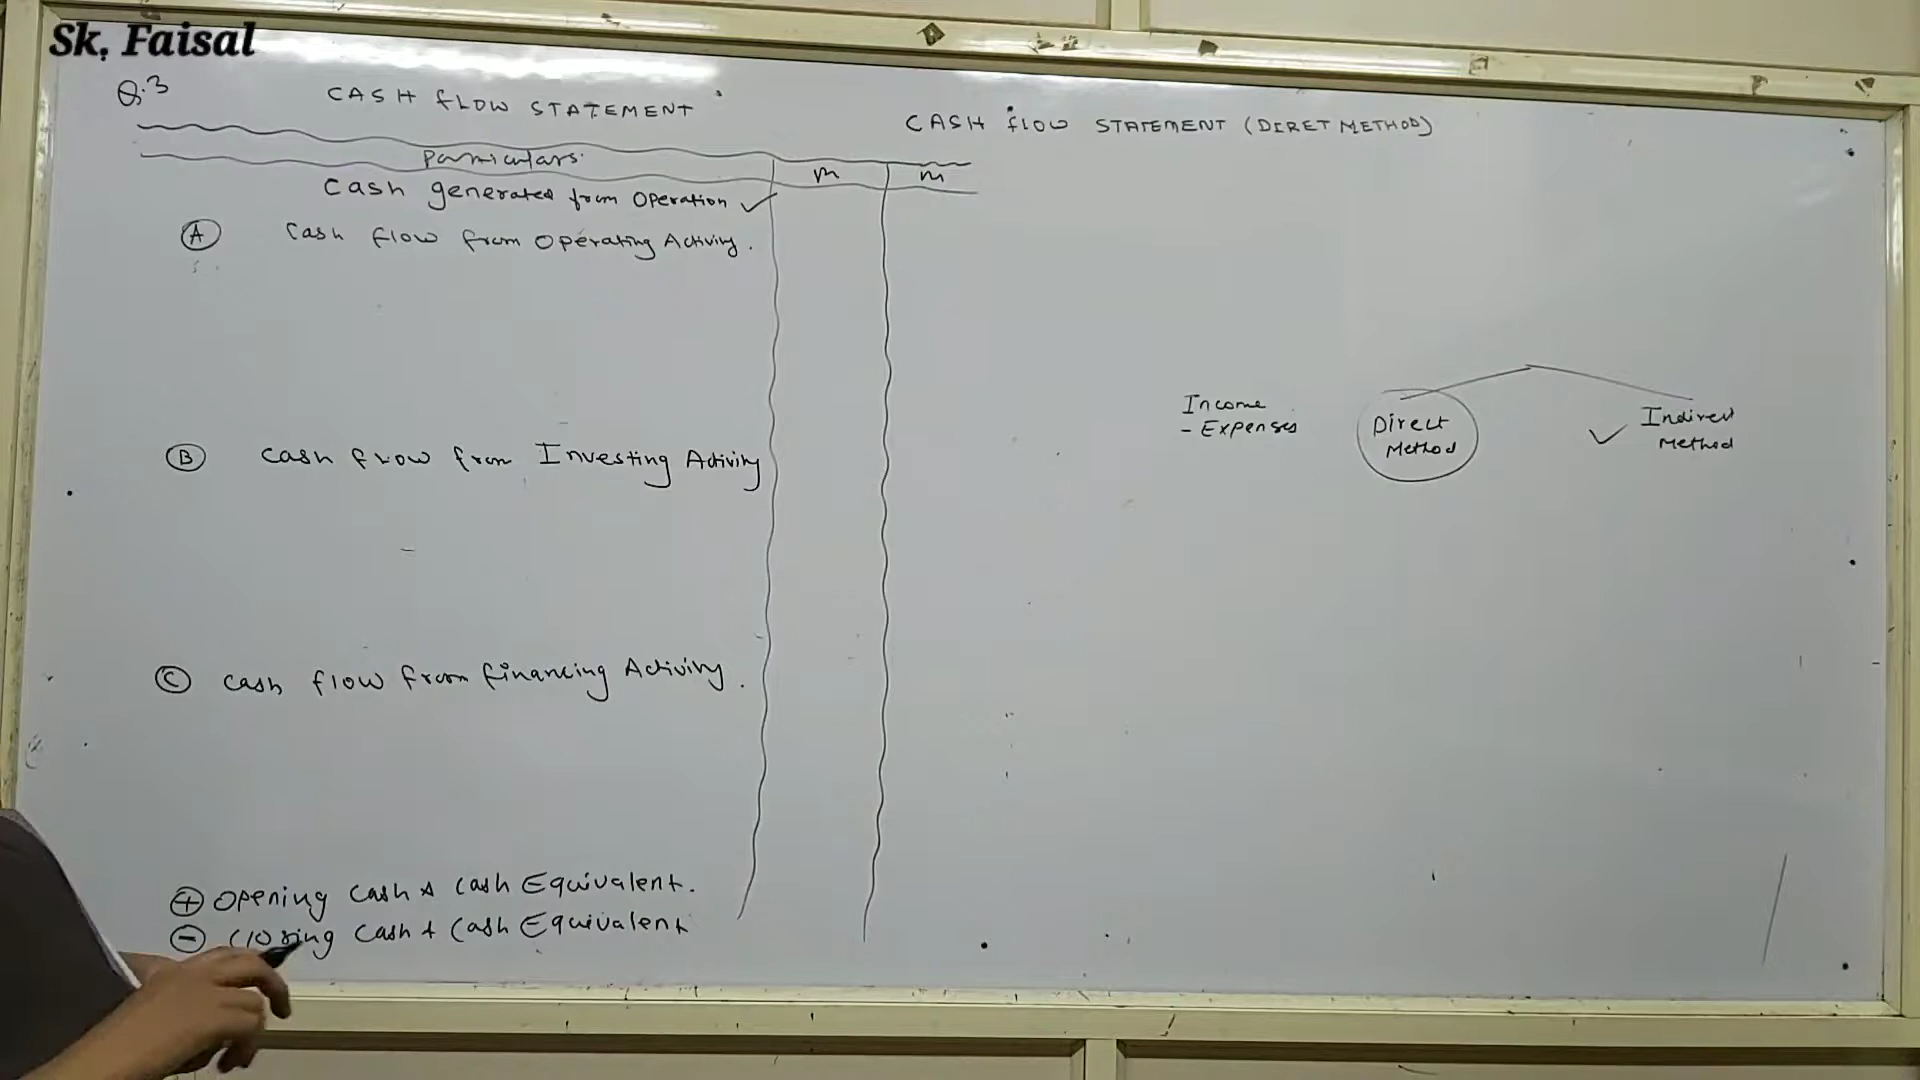 Sk, Faisal
Q.3
CASH FLOW STATEMENT
Particulars
m
m
Cash generated from Operation ✓
A Cash flow from Operating Activity.
B Cash flow from Investing Activity
C Cash flow from financing Activity.
+ Opening Cash & Cash Equivalent.
- Closing Cash & Cash Equivalent
CASH flow STATEMENT (DIRET METHOD)
Income
- Expenses
Direct
Method
✓ Indirect
Method